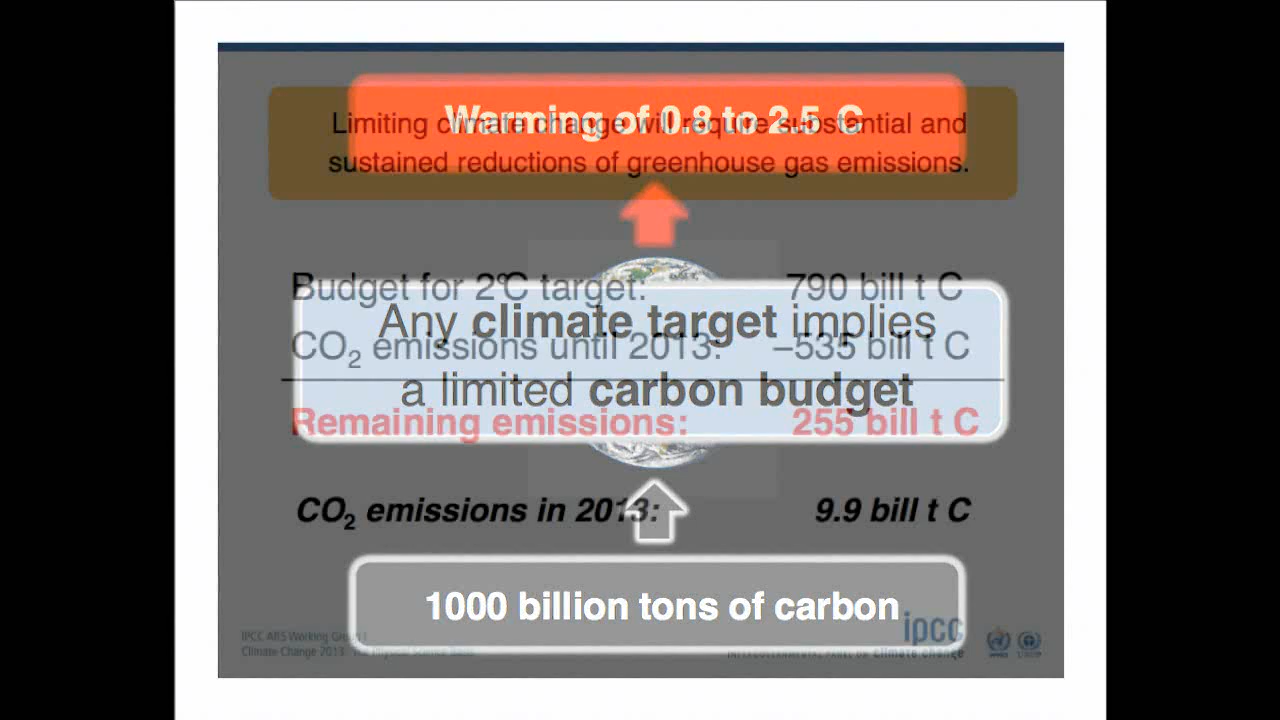 Warming of 0.8 to 2.5 C
Limiting climate change will require substantial and
sustained reductions of greenhouse gas emissions.
Budget for 2°C target: 790 bill t C
Any climate target implies
CO2 emissions until 2013: –535 bill t C
a limited carbon budget
Remaining emissions: 255 bill t C
CO2 emissions in 2013: 9.9 bill t C
1000 billion tons of carbon
ipcc
IPCC AR5 Working Group I
Climate Change 2013: The Physical Science Basis
INTERGOVERNMENTAL PANEL ON climate change